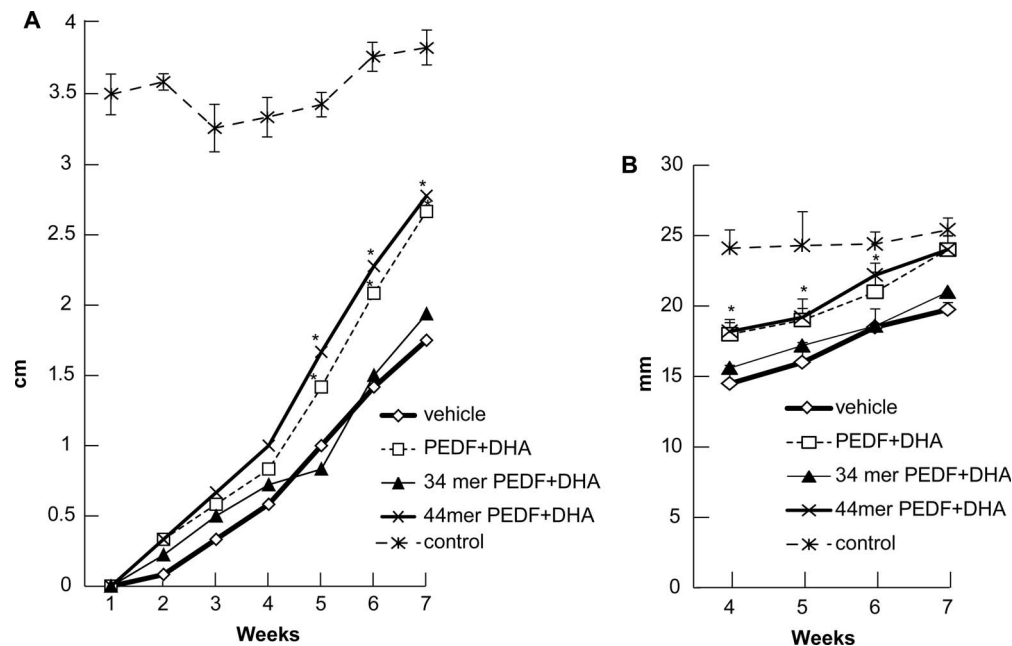 A
4
3.5
3
2.5
2
1.5
1
0.5
0
cm
1 2 3 4 5 6 7
Weeks
* * * * * *
vehicle
PEDF+DHA
34 mer PEDF+DHA
44mer PEDF+DHA
control
B
30
25
20
15
10
5
0
mm
4 5 6 7
Weeks
* * *
vehicle
PEDF+DHA
34 mer PEDF+DHA
44mer PEDF+DHA
control